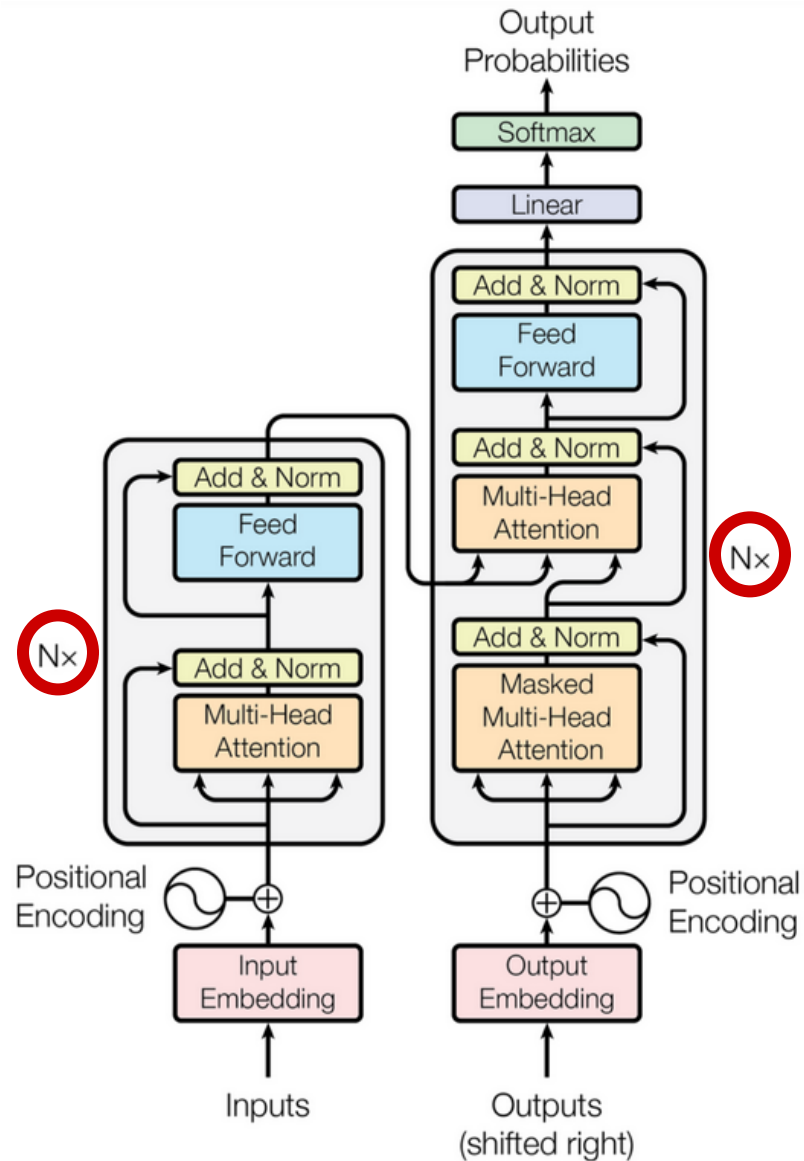 Output
Probabilities
Softmax
Linear
Add & Norm
Feed
Forward
Add & Norm
Multi-Head
Attention
N×
Add & Norm
Masked
Multi-Head
Attention
Add & Norm
Feed
Forward
N×
Add & Norm
Multi-Head
Attention
Positional
Encoding
Positional
Encoding
Input
Embedding
Output
Embedding
Inputs
Outputs
(shifted right)